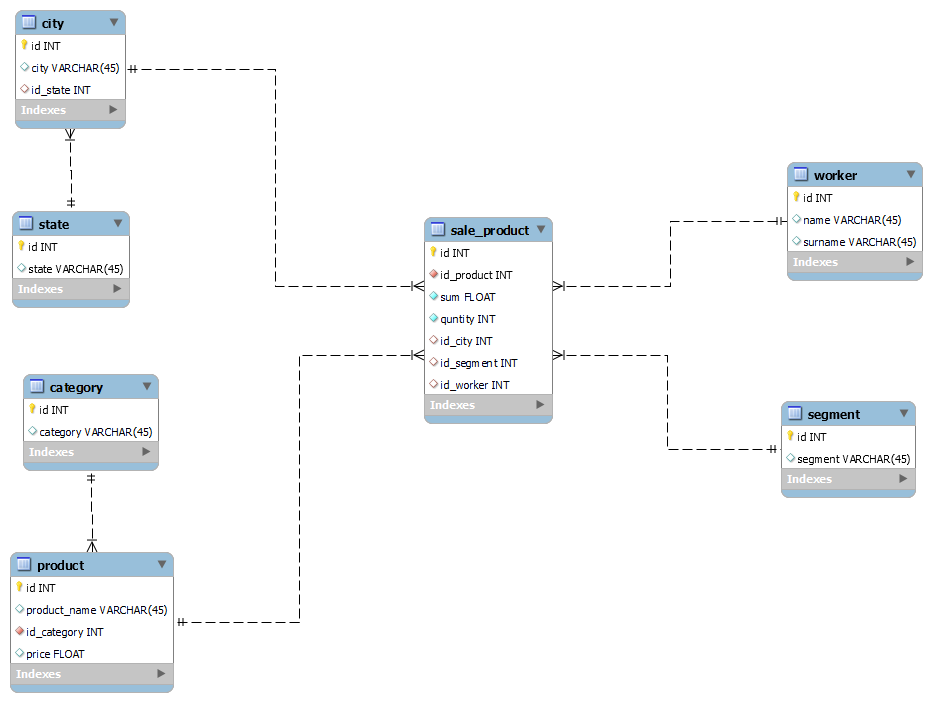 city
id INT
city VARCHAR(45)
id_state INT
Indexes
state
id INT
state VARCHAR(45)
Indexes
category
id INT
category VARCHAR(45)
Indexes
product
id INT
product_name VARCHAR(45)
id_category INT
price FLOAT
Indexes
sale_product
id INT
id_product INT
sum FLOAT
quntity INT
id_city INT
id_segment INT
id_worker INT
Indexes
worker
id INT
name VARCHAR(45)
surname VARCHAR(45)
Indexes
segment
id INT
segment VARCHAR(45)
Indexes